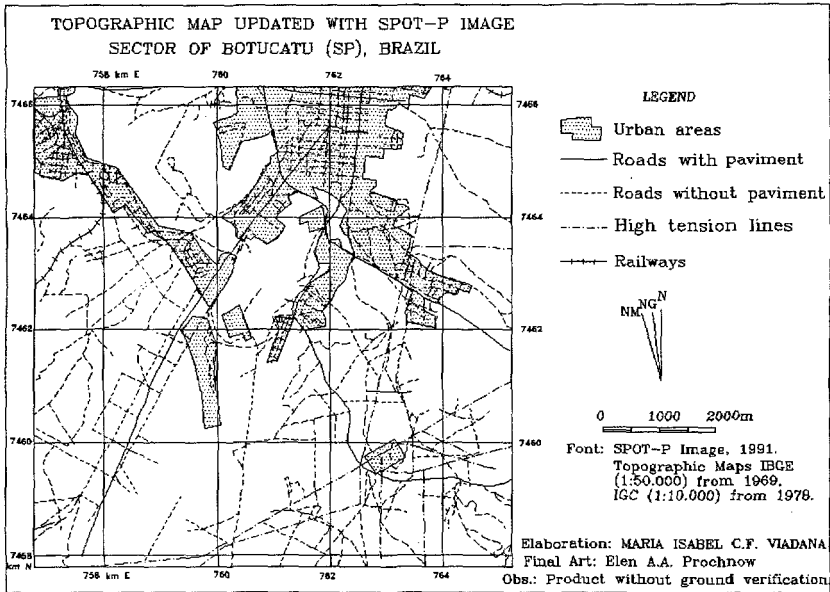 TOPOGRAPHIC MAP UPDATED WITH SPOT-P IMAGE
SECTOR OF BOTUCATU (SP), BRAZIL
758 km E 760 762 764
7466 7466
7464 7464
7462 7462
7460 7460
7458
km N
758 km E 760 762 764
LEGEND
Urban areas
Roads with paviment
Roads without paviment
High tension lines
Railways
NM NG N
0 1000 2000m
Font: SPOT-P Image, 1991.
Topographic Maps IBGE
(1:50.000) from 1969.
IGC (1:10.000) from 1978.
Elaboration: MARIA ISABEL C.F. VIADANA
Final Art: Elen A.A. Prochnow
Obs.: Product without ground verification